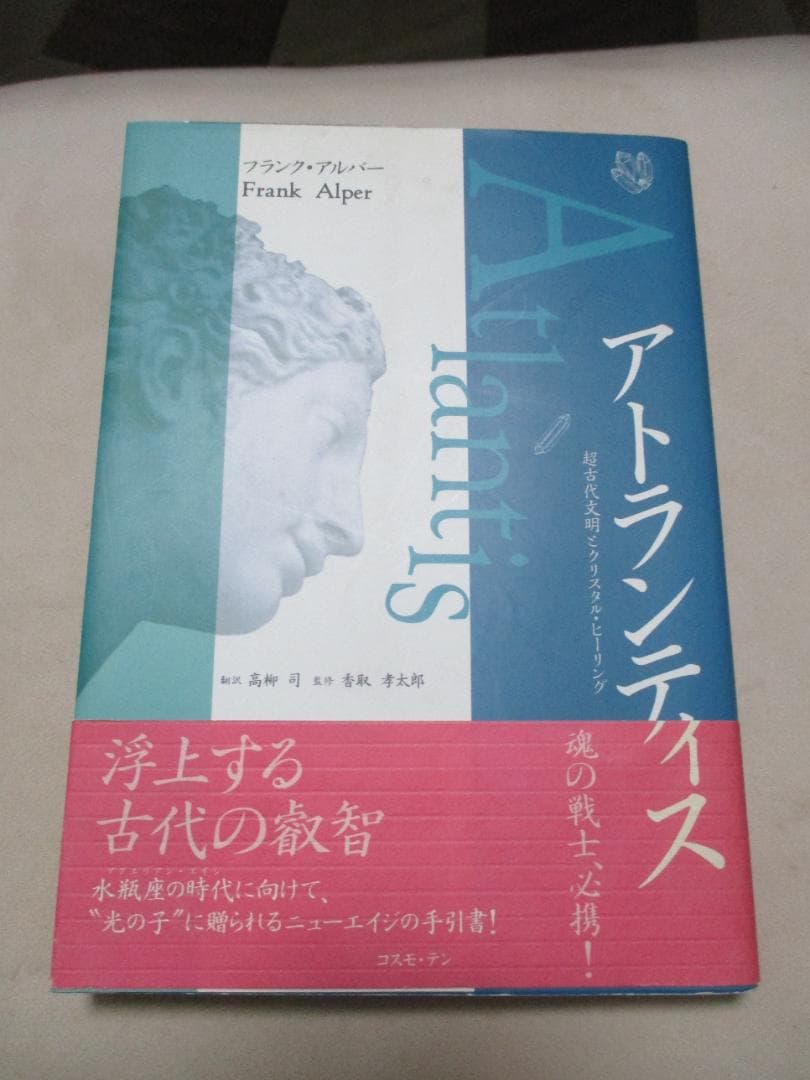 フランク・アルパー
Frank Alper
Atlantis
アトランティス
超古代文明とクリスタル・ヒーリング
翻訳 高柳 司 監修 香取 孝太郎
浮上する
古代の叡智
アクエリアン・エイジ
水瓶座の時代に向けて、
"光の子"に贈られるニューエイジの手引書!
魂の戦士、必携!
コスモ・テン